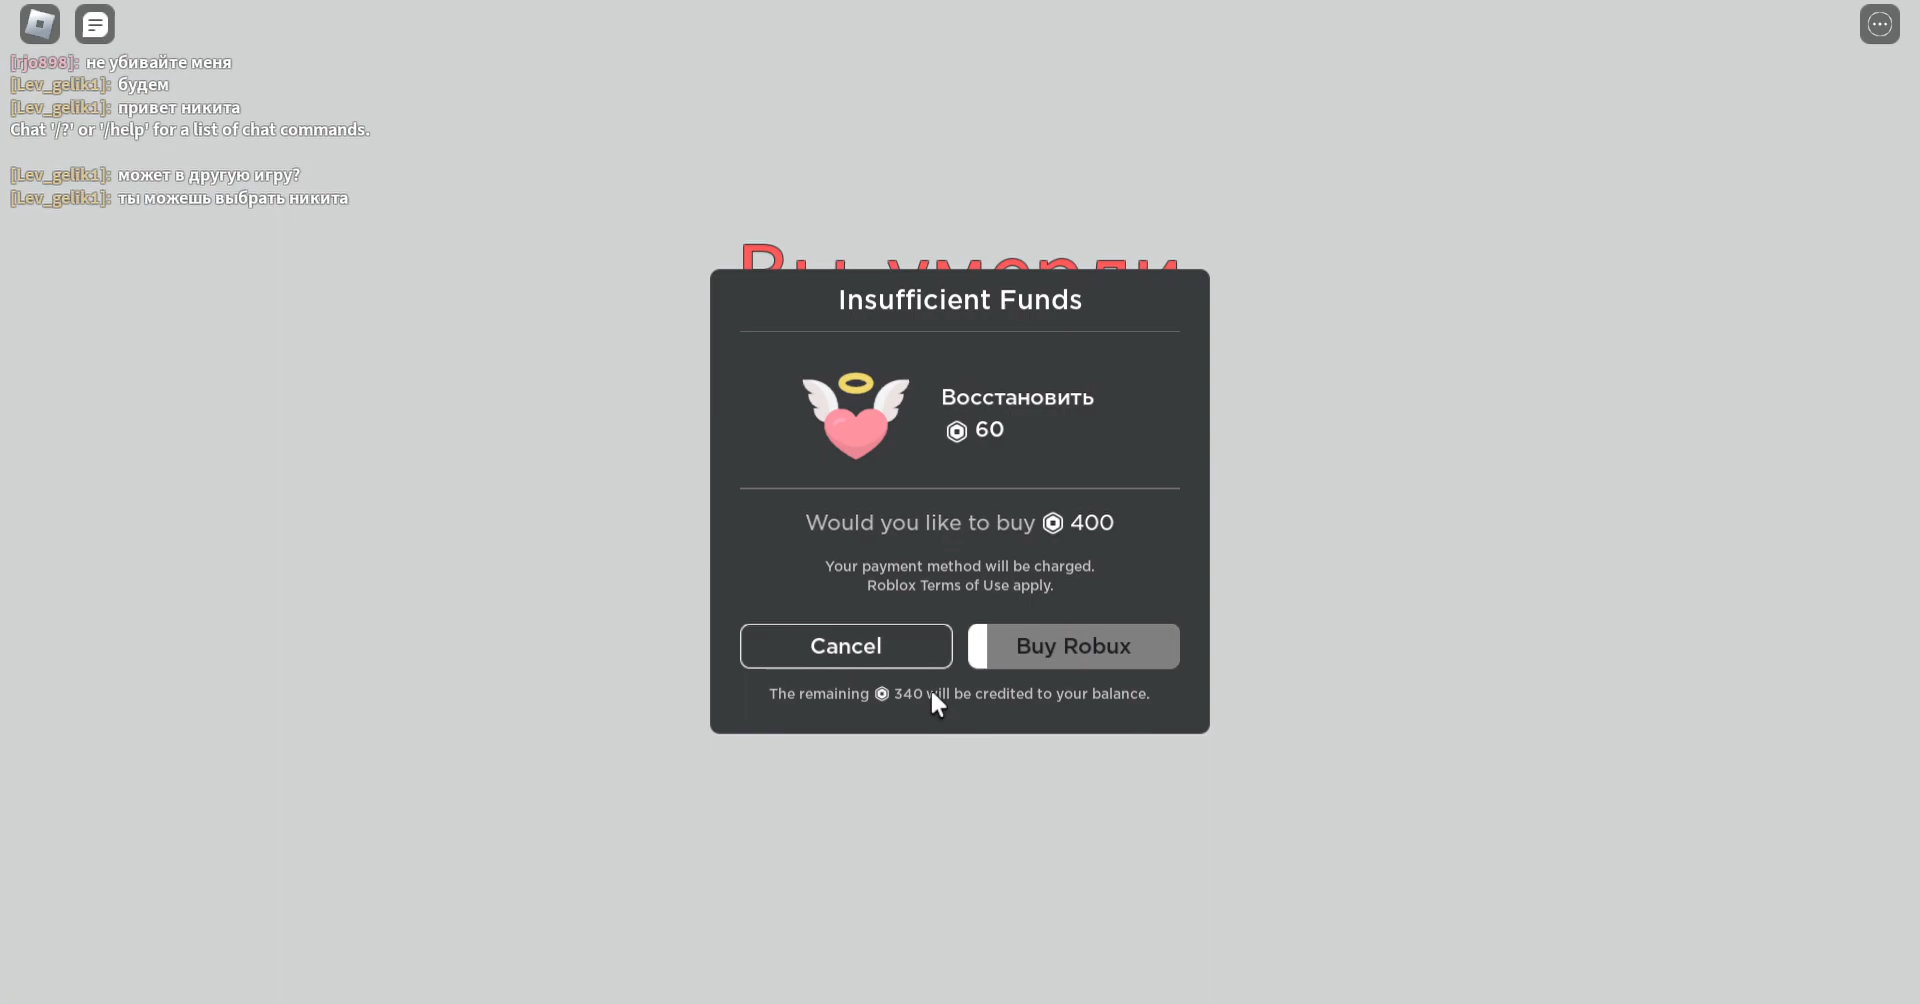 [rjo898]: не убивайте меня
[Lev_gelik1]: будем
[Lev_gelik1]: привет никита
Chat '/?' or '/help' for a list of chat commands.
[Lev_gelik1]: может в другую игру?
[Lev_gelik1]: ты можешь выбрать никита
Вы умерли
Insufficient Funds
Восстановить
60
Would you like to buy 400
Your payment method will be charged.
Roblox Terms of Use apply.
Cancel
Buy Robux
The remaining 340 will be credited to your balance.